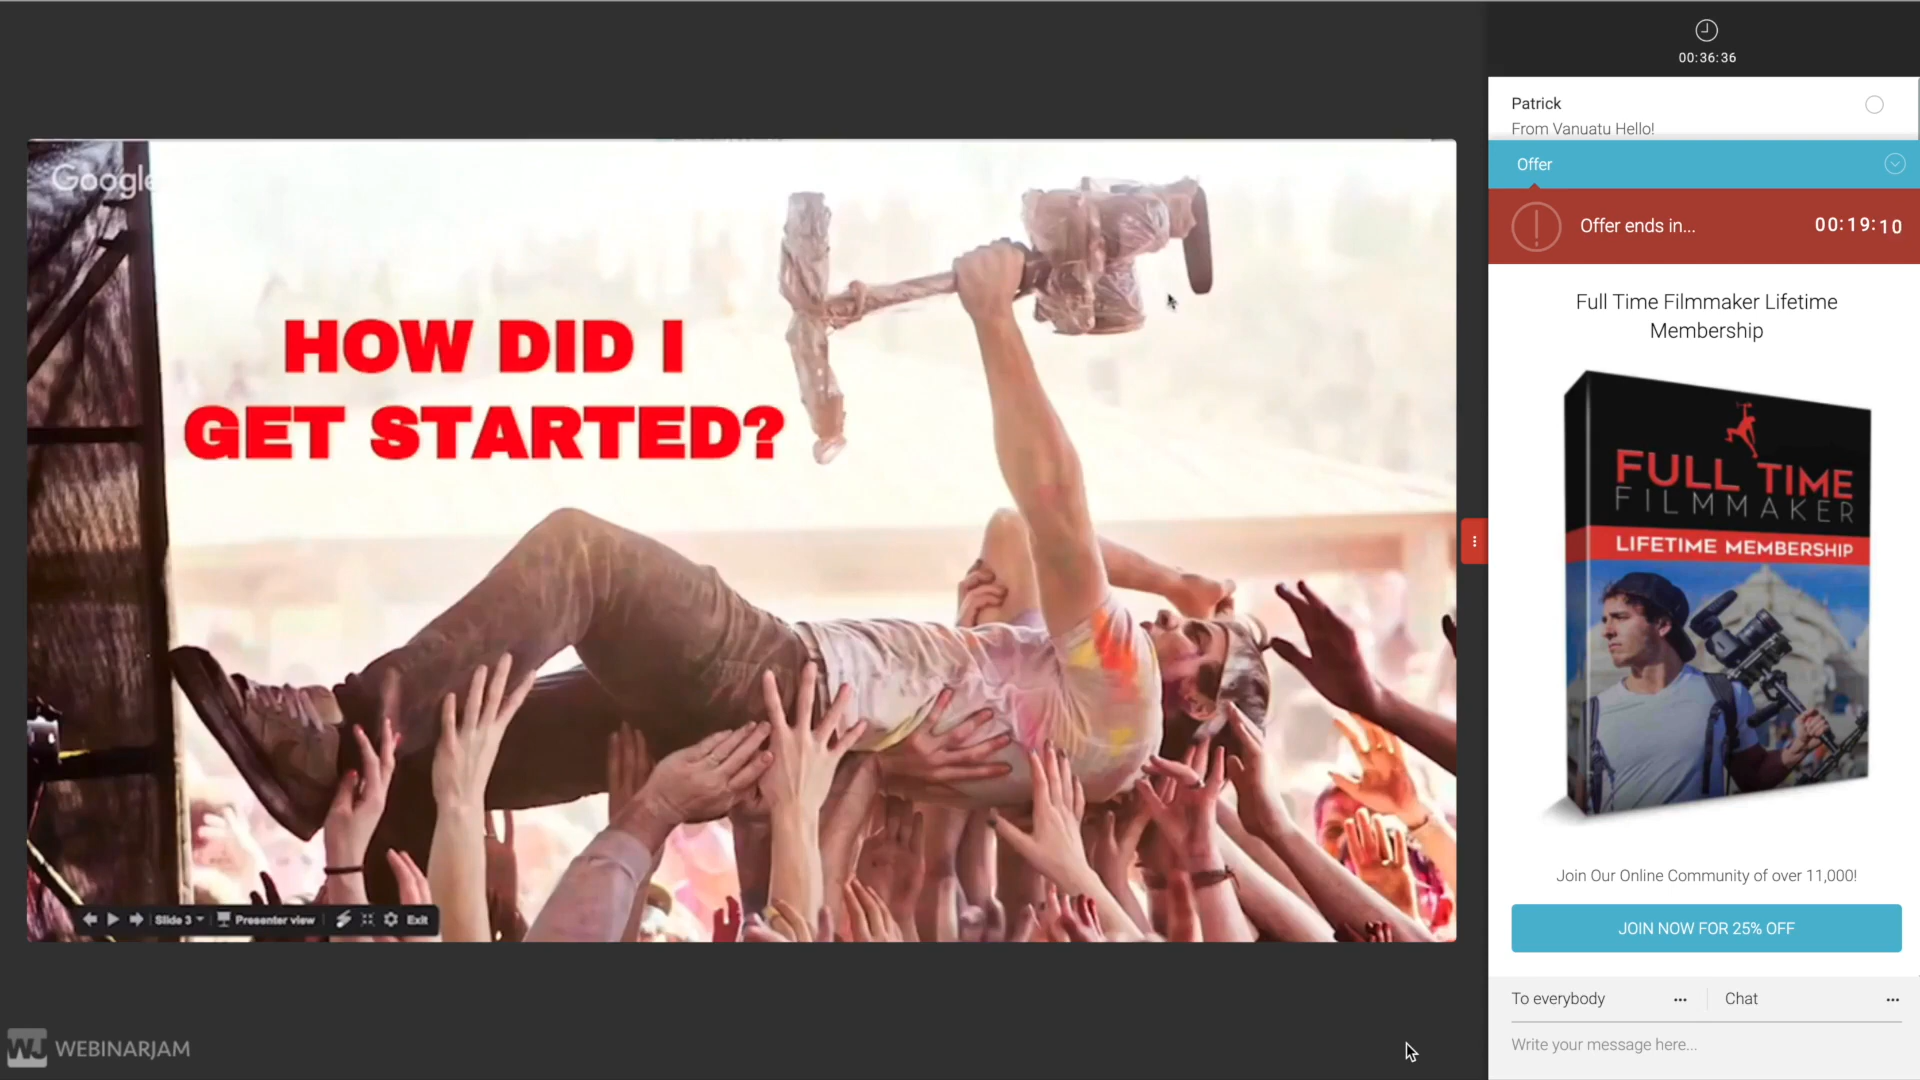 00:36:36
Patrick
From Vanuatu Hello!
Offer
Offer ends in...
00:19:10
Full Time Filmmaker Lifetime
Membership
Google
HOW DID I
GET STARTED?
FULL TIME
FILMMAKER
LIFETIME MEMBERSHIP
Join Our Online Community of over 11,000!
JOIN NOW FOR 25% OFF
Slide 3
Presenter view
Exit
To everybody
Chat
Write your message here...
WJ WEBINARJAM